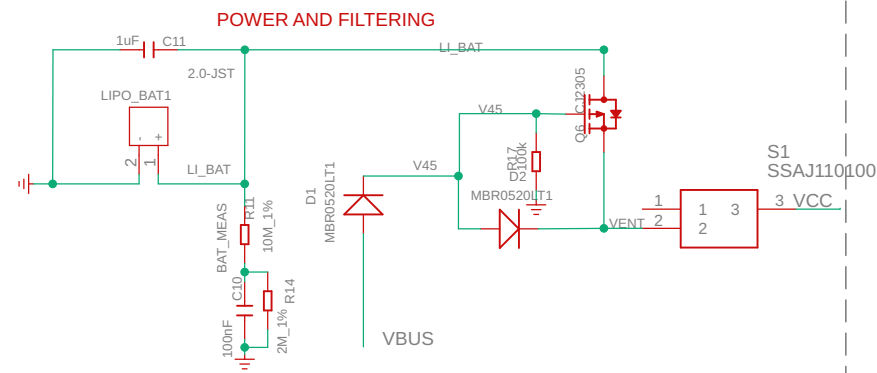 POWER AND FILTERING
1uF
C11
LI_BAT
2.0-JST
LIPO_BAT1
- +
2 1
LI_BAT
R11
10M_1%
BAT_MEAS
C10
100nF
R14
2M_1%
D1
MBR0520LT1
VBUS
V45
V45
R17
100k
Q6
CJ2305
D2
MBR0520LT1
VENT
S1
SSAJ110100
1 1 3 3 VCC
2 2